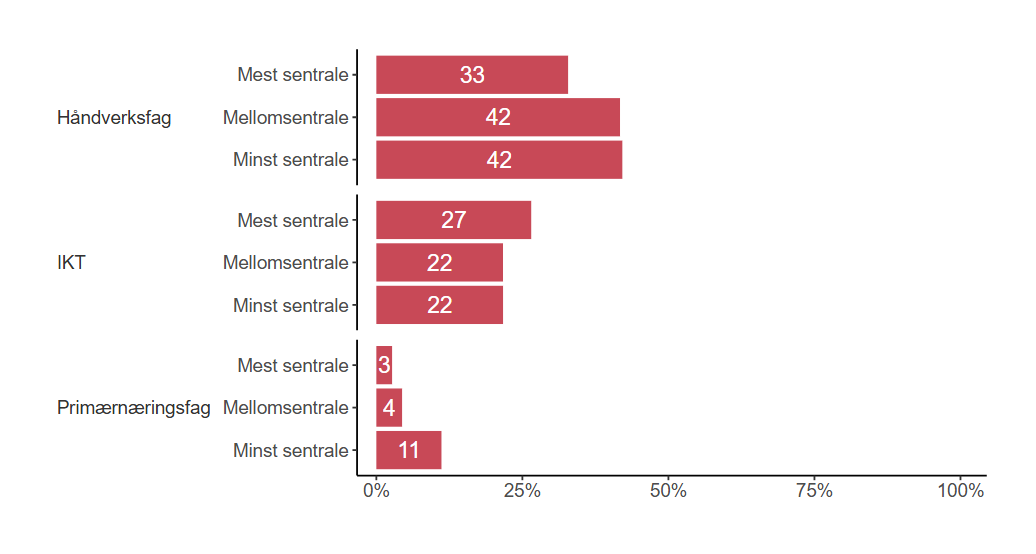 Mest sentrale 33
Håndverksfag Mellomsentrale 42
Minst sentrale 42
Mest sentrale 27
IKT Mellomsentrale 22
Minst sentrale 22
Mest sentrale 3
Primærnæringsfag Mellomsentrale 4
Minst sentrale 11
0% 25% 50% 75% 100%